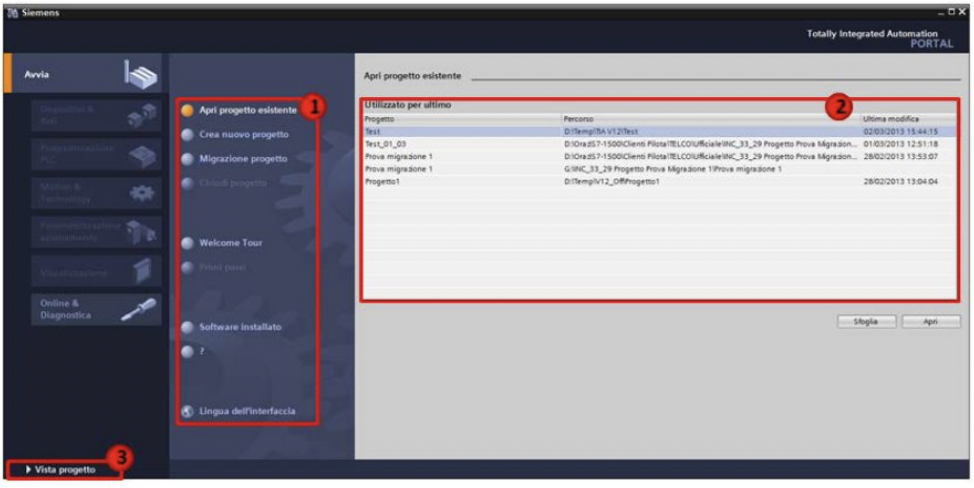 Siemens
Totally Integrated Automation
PORTAL
Avvia
Dispositivi &
Reti
Programmazione
PLC
Motion &
Technology
Parametrizzazione
azionamento
Visualizzazione
Online &
Diagnostica
1
Apri progetto esistente
Crea nuovo progetto
Migrazione progetto
Chiudi progetto
Welcome Tour
Primi passi
Software installato
?
Lingua dell'interfaccia
Apri progetto esistente
Utilizzato per ultimo
2
Progetto Percorso Ultima modifica
Test D:\Temp\TIA V12\Test 02/03/2013 15:44:15
Test_01_03 D:\OradS7-1500\Clienti Pilota\TELCO\Ufficiale\INC_33_29 Progetto Prova Migrazion... 01/03/2013 12:51:18
Prova migrazione 1 D:\OradS7-1500\Clienti Pilota\TELCO\Ufficiale\INC_33_29 Progetto Prova Migrazion... 28/02/2013 13:53:07
Prova migrazione 1 G:\INC_33_29 Progetto Prova Migrazione 1\Prova migrazione 1
Progetto1 D:\Temp\V12_Off\Progetto1 28/02/2013 13:04:04
Sfoglia Apri
3
Vista progetto